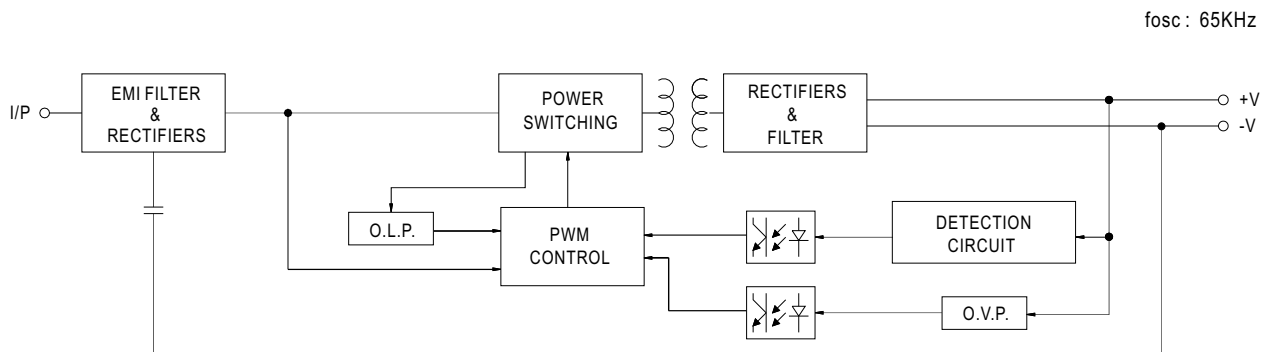 fosc : 65KHz
I/P
EMI FILTER
&
RECTIFIERS
POWER
SWITCHING
RECTIFIERS
&
FILTER
+V
-V
O.L.P.
PWM
CONTROL
DETECTION
CIRCUIT
O.V.P.